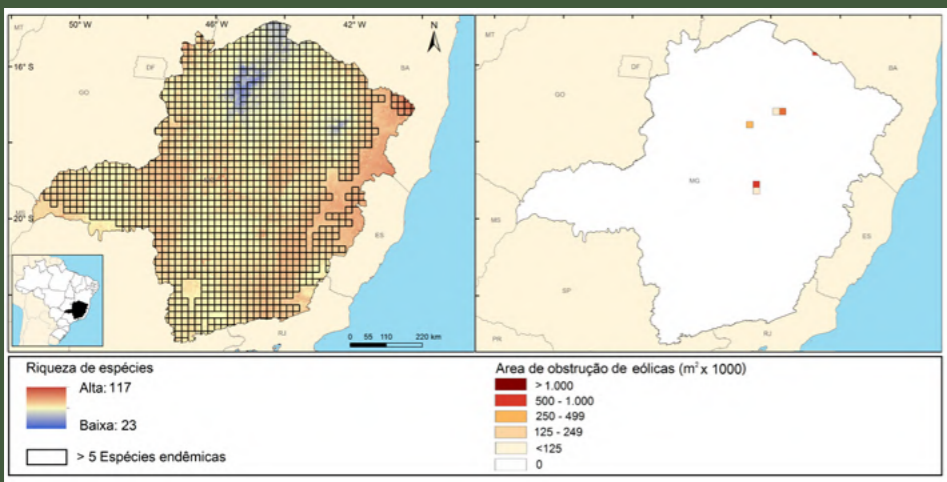 50° W
46° W
42° W
N
MT
16° S
DF
BA
GO
20° S
ES
RJ
0 55 110 220 km
MT
DF
BA
GO
MG
MS
ES
SP
RJ
PR
Riqueza de espécies
Alta: 117
Baixa: 23
> 5 Espécies endêmicas
Area de obstrução de eólicas (m² x 1000)
> 1.000
500 - 1.000
250 - 499
125 - 249
<125
0